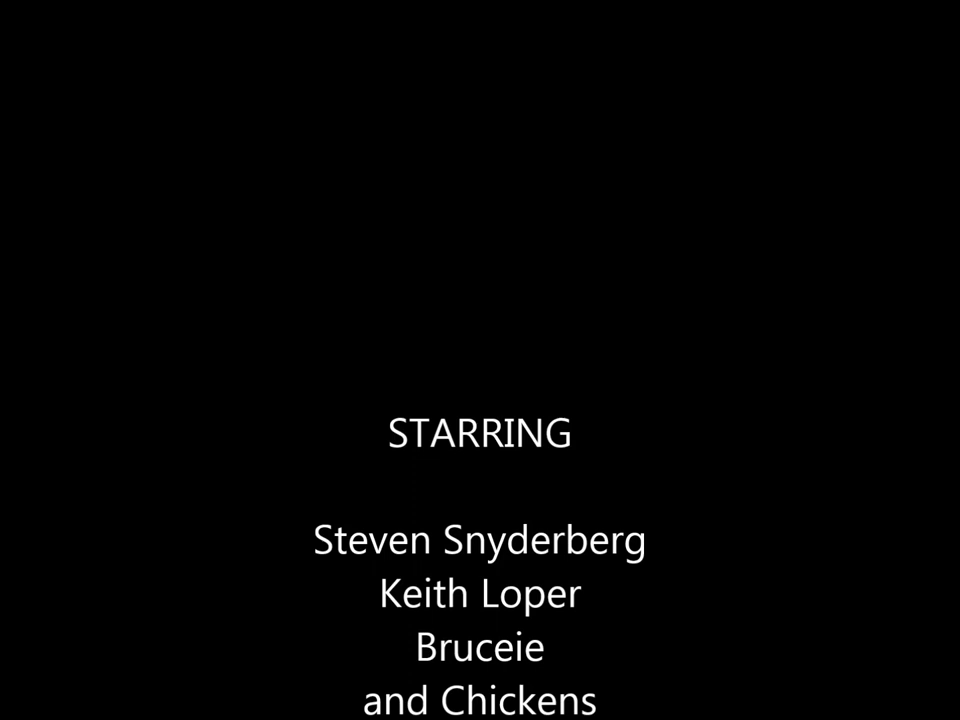 STARRING
Steven Snyderberg
Keith Loper
Bruceie
and Chickens